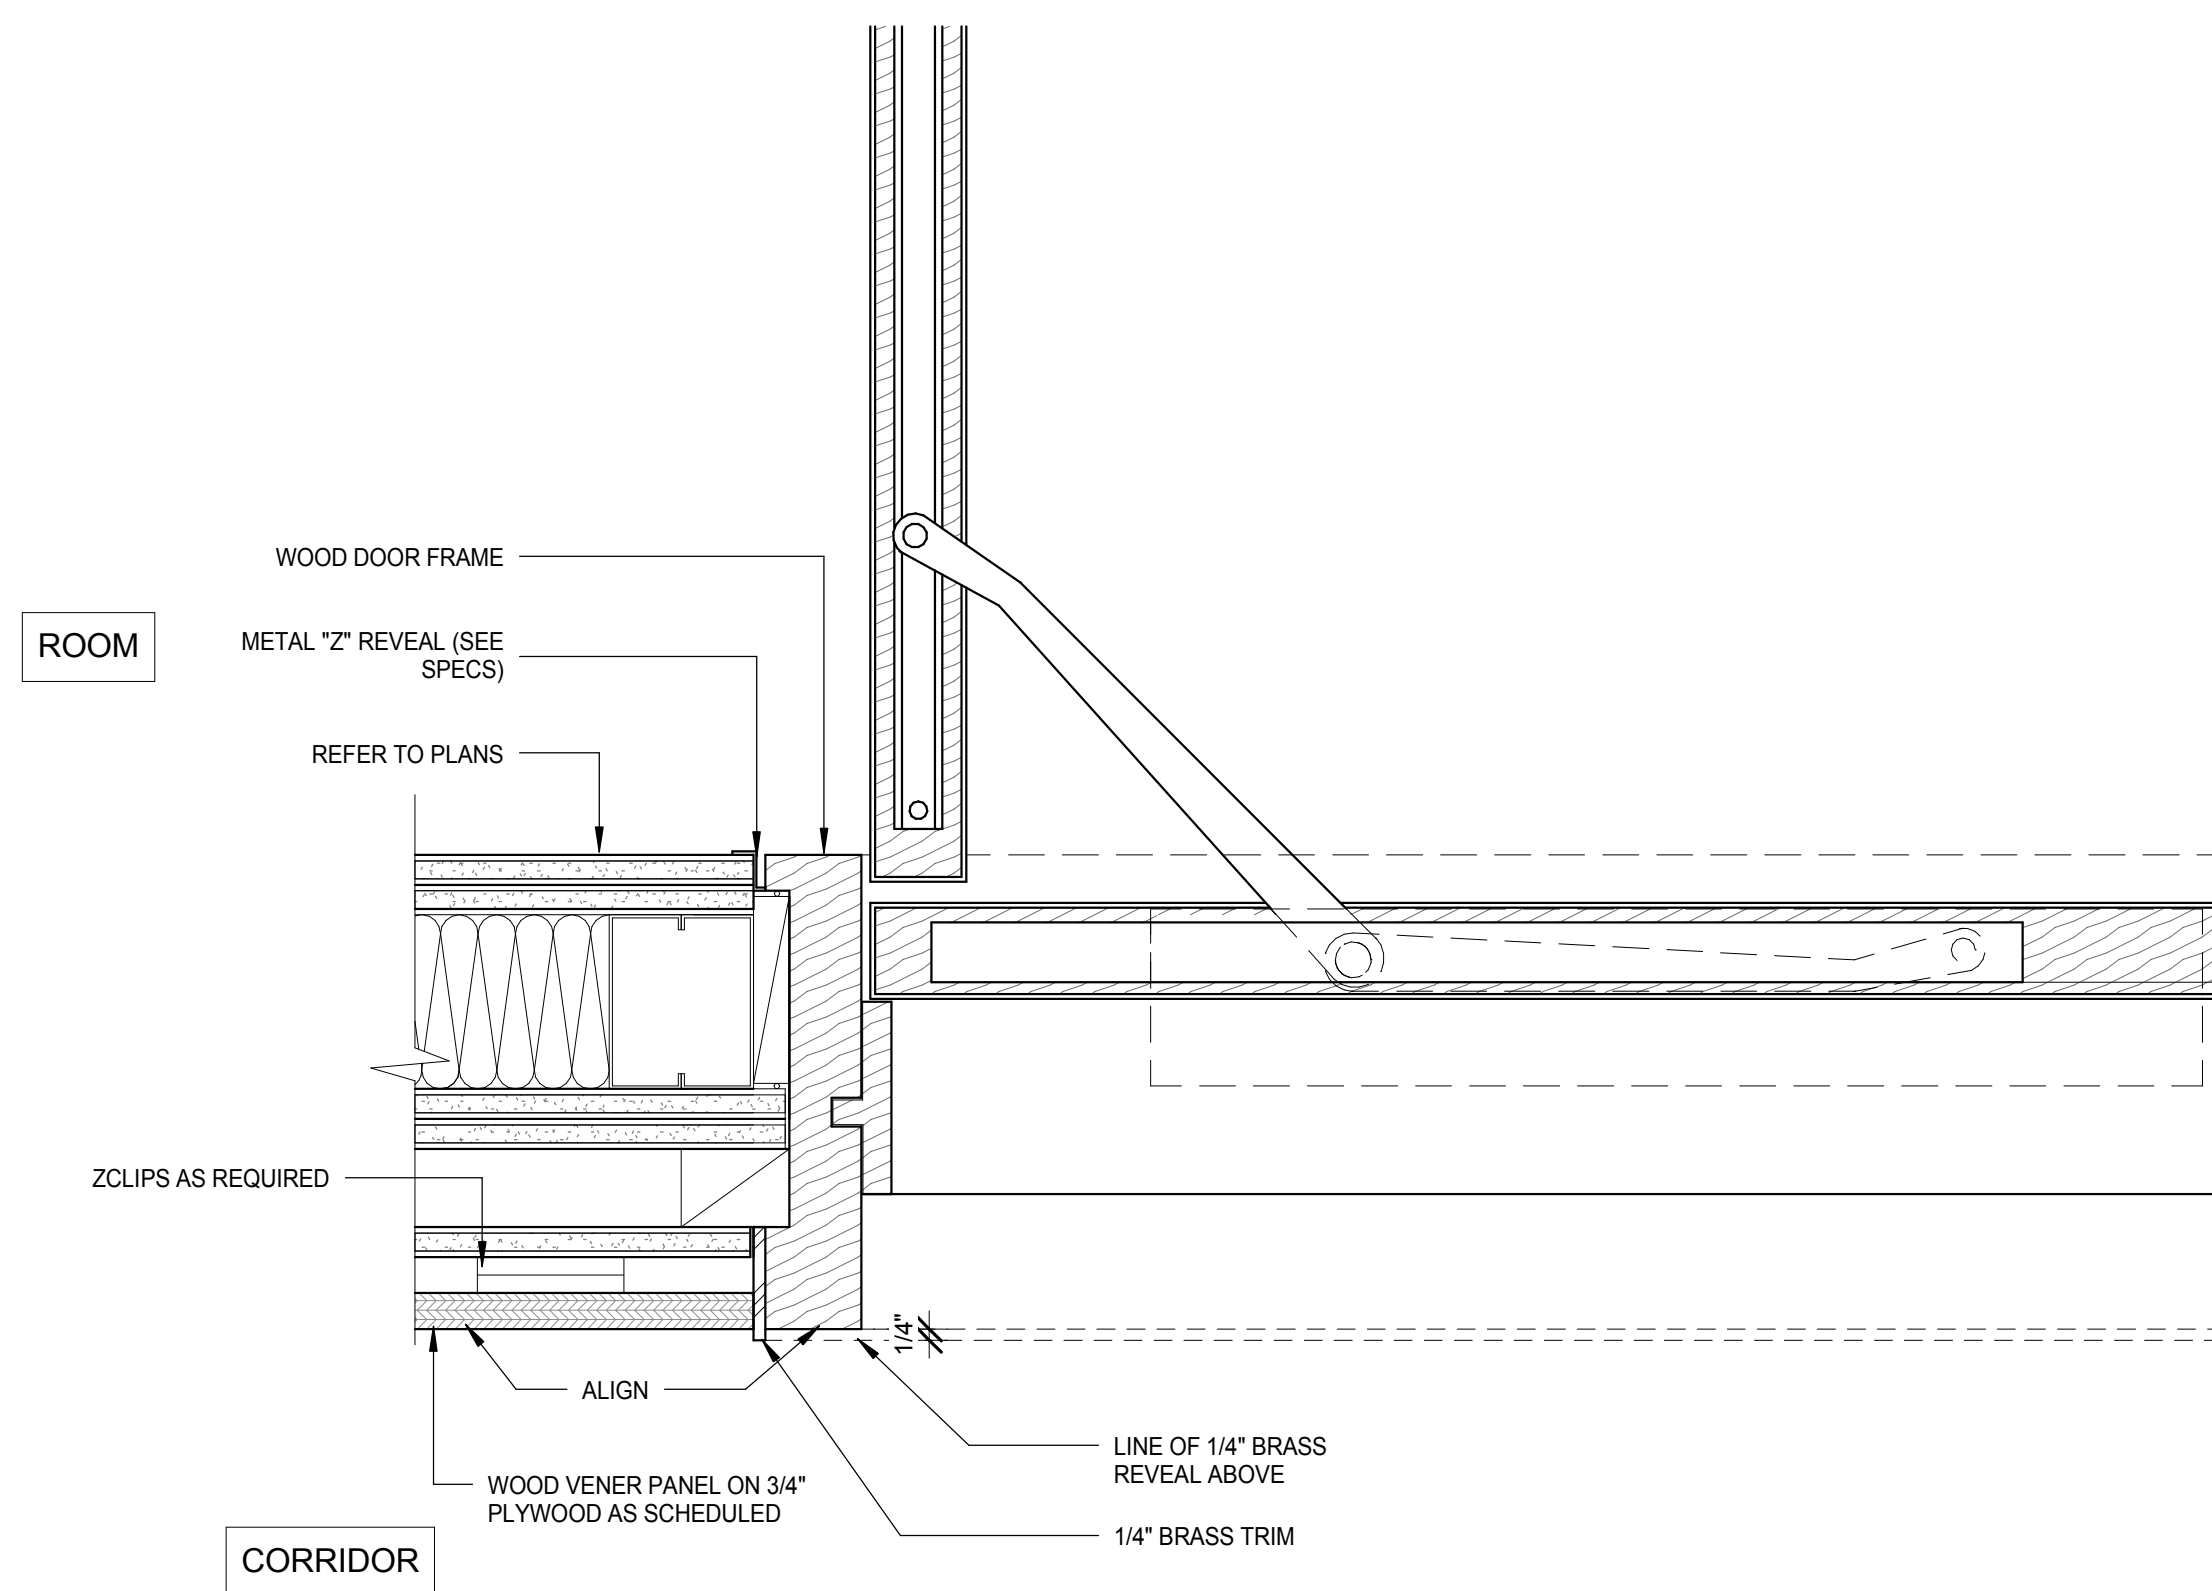 WOOD DOOR FRAME
ROOM
METAL "Z" REVEAL (SEE
SPECS)
REFER TO PLANS
ZCLIPS AS REQUIRED
1/4"
ALIGN
LINE OF 1/4" BRASS
REVEAL ABOVE
WOOD VENER PANEL ON 3/4"
PLYWOOD AS SCHEDULED
1/4" BRASS TRIM
CORRIDOR